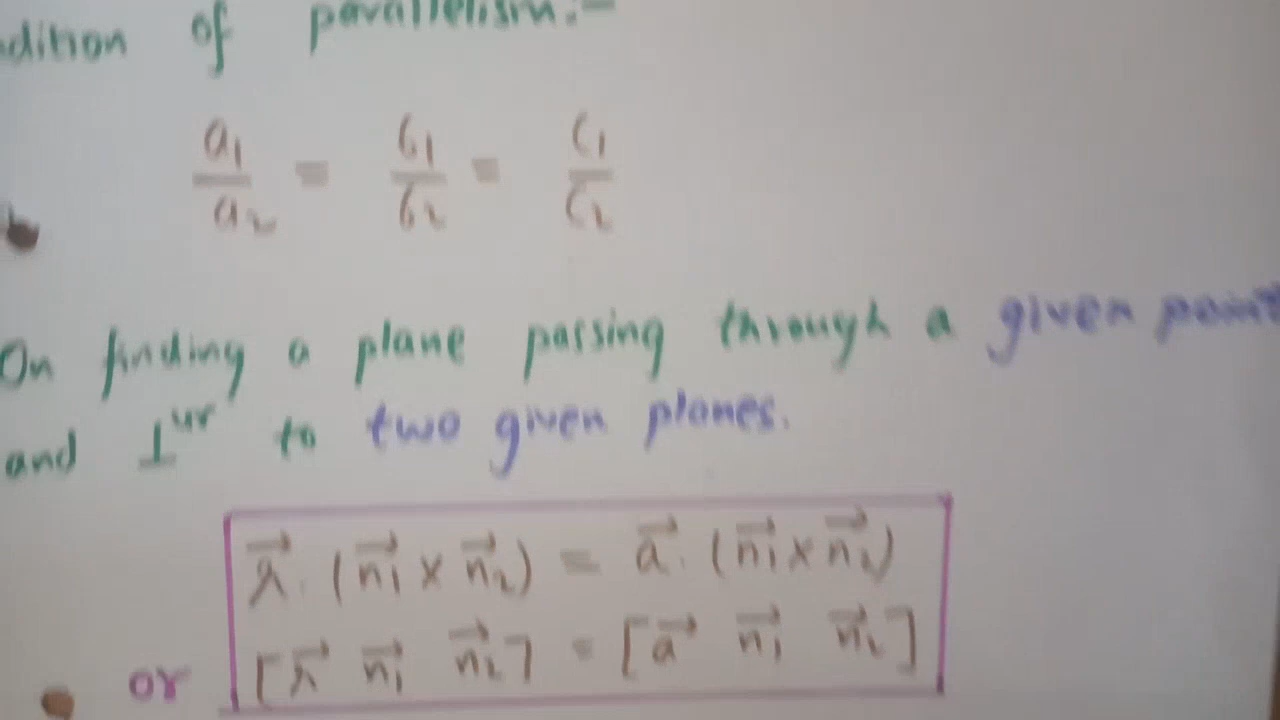 dition of parallelism:-
a₁/a₂ = b₁/b₂ = c₁/c₂
On finding a plane passing through a given point
and ⊥ᵘʳ to two given planes.
r⃗. (n⃗₁ × n⃗₂) = a⃗. (n⃗₁ × n⃗₂)
or [r⃗ n⃗₁ n⃗₂] = [a⃗ n⃗₁ n⃗₂]